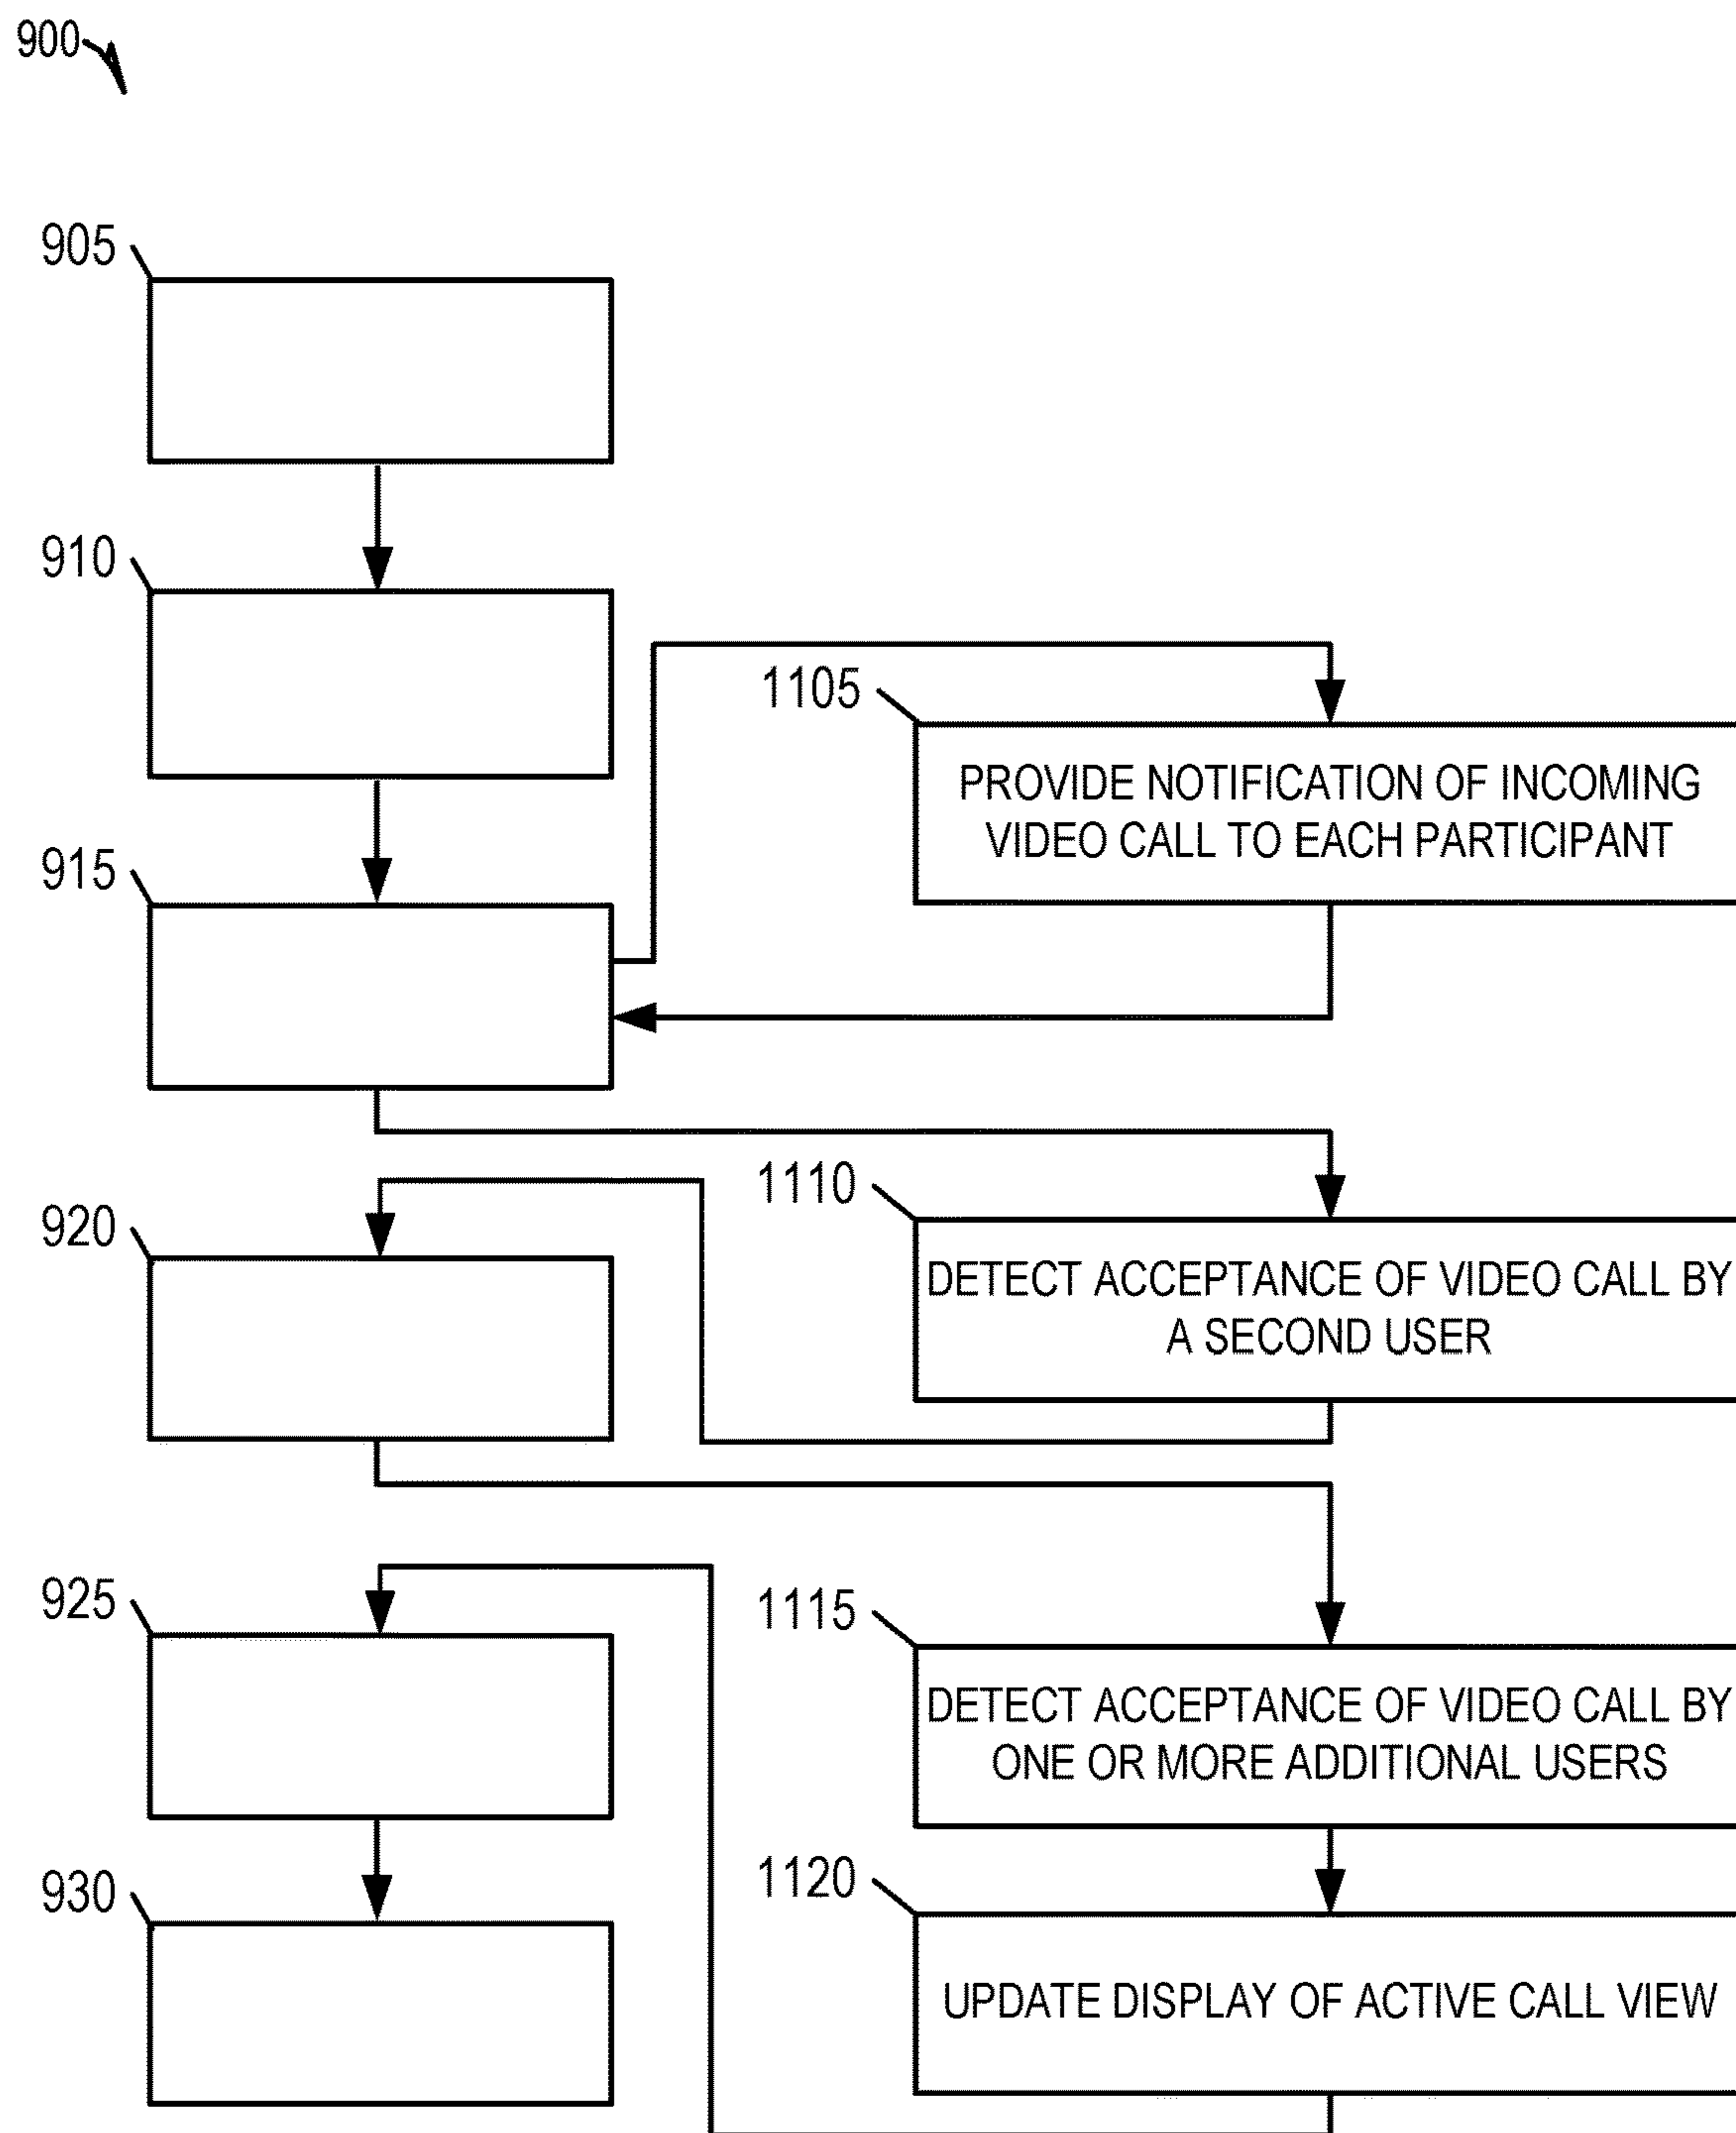 900
905
910
1105
PROVIDE NOTIFICATION OF INCOMING
VIDEO CALL TO EACH PARTICIPANT
915
1110
920
DETECT ACCEPTANCE OF VIDEO CALL BY
A SECOND USER
925
1115
DETECT ACCEPTANCE OF VIDEO CALL BY
ONE OR MORE ADDITIONAL USERS
1120
930
UPDATE DISPLAY OF ACTIVE CALL VIEW